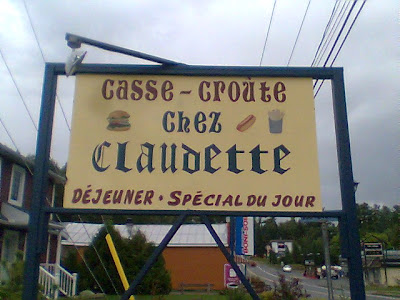 Casse-Croûte
Chez
Claudette
Déjeuner • Spécial du jour